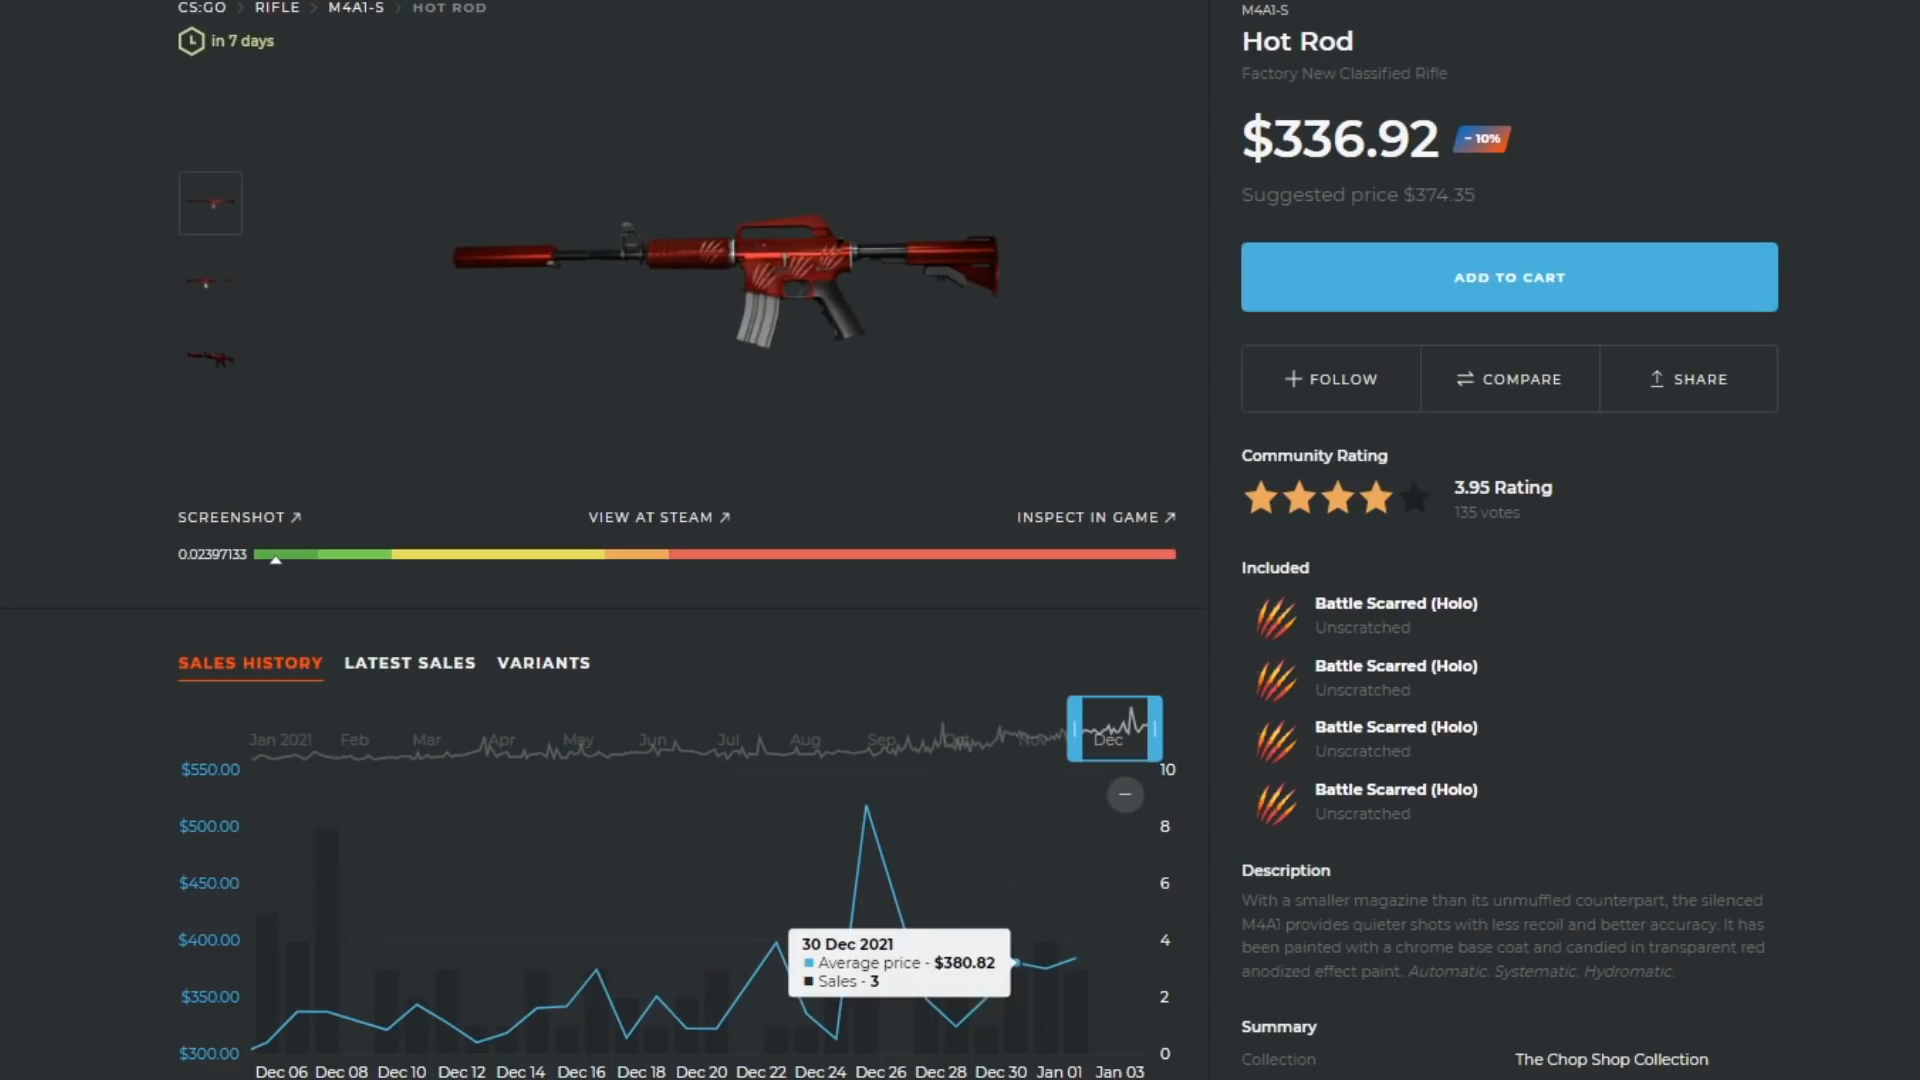 CS:GO > RIFLE > M4A1-S > HOT ROD
in 7 days
SCREENSHOT
VIEW AT STEAM
INSPECT IN GAME
0.02397133
SALES HISTORY
LATEST SALES
VARIANTS
Jan 2021 Feb Mar Apr May Jun Jul Aug Sep Oct Nov Dec
$550.00
$500.00
$450.00
$400.00
$350.00
$300.00
10
8
6
4
2
0
30 Dec 2021
Average price - $380.82
Sales - 3
Dec 06 Dec 08 Dec 10 Dec 12 Dec 14 Dec 16 Dec 18 Dec 20 Dec 22 Dec 24 Dec 26 Dec 28 Dec 30 Jan 01 Jan 03
M4A1-S
Hot Rod
Factory New Classified Rifle
$336.92 - 10%
Suggested price $374.35
ADD TO CART
FOLLOW
COMPARE
SHARE
Community Rating
3.95 Rating
135 votes
Included
Battle Scarred (Holo)
Unscratched
Battle Scarred (Holo)
Unscratched
Battle Scarred (Holo)
Unscratched
Battle Scarred (Holo)
Unscratched
Description
With a smaller magazine than its unmuffled counterpart, the silenced
M4A1 provides quieter shots with less recoil and better accuracy. It has
been painted with a chrome base coat and candied in transparent red
anodized effect paint. Automatic. Systematic. Hydromatic.
Summary
Collection The Chop Shop Collection